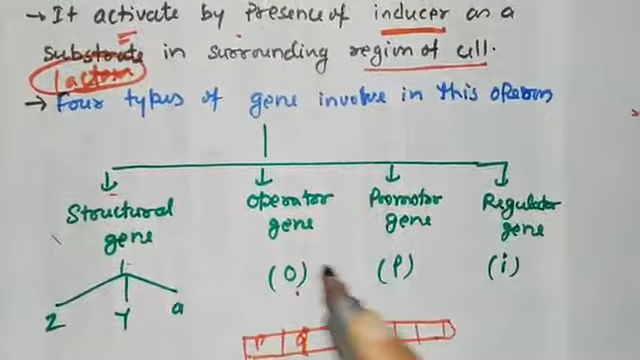 → It activate by presence of inducer as a
substrate in surrounding region of cell.
lactose
→ Four types of gene involve in this operon
Structural gene
Operator gene
Promotor gene
Regulator gene
(O)
(P)
(i)
Z
Y
a